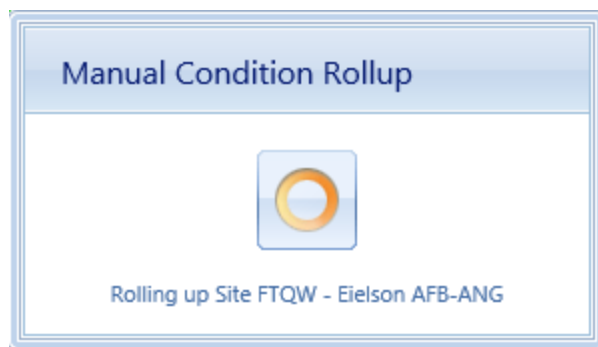 Manual Condition Rollup
Rolling up Site FTQW - Eielson AFB-ANG